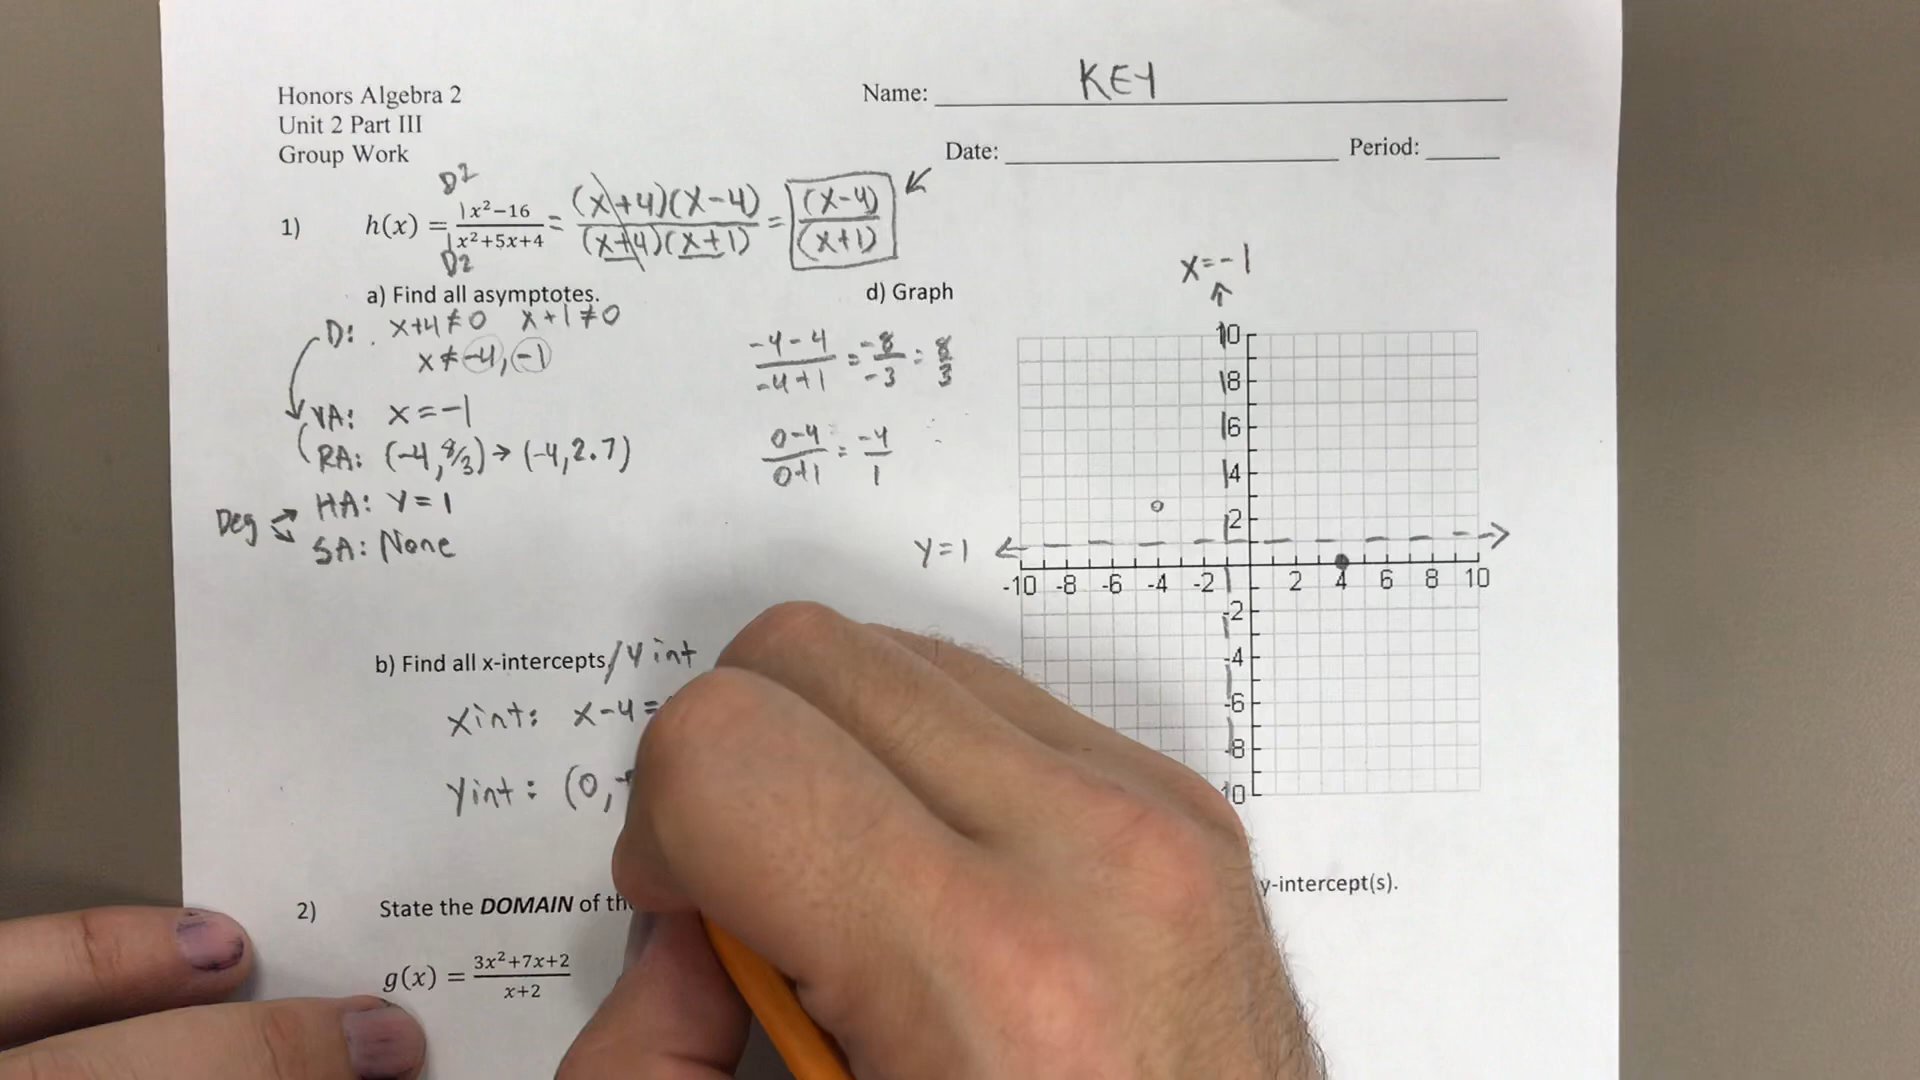 Honors Algebra 2
Unit 2 Part III
Group Work
Name: KEY
Date: Period:
D2
1) h(x) = 1x²−16 / 1x²+5x+4 = (x+4)(x-4) / (x+4)(x+1) = (x-4) / (x+1)
D2
a) Find all asymptotes.
D: x+4≠0 x+1≠0
x≠-4, -1
VA: x=-1
RA: (-4, 8/3) → (-4, 2.7)
Deg HA: y=1
SA: None
d) Graph
-4-4 / -4+1 = -8 / -3 = 8 / 3
0-4 / 0+1 = -4 / 1
x=-1
10
8
6
4
2
y=1
-10 -8 -6 -4 -2 2 4 6 8 10
-2
-4
-6
-8
10
b) Find all x-intercepts/y int
xint: x-4=
yint: (0,
2) State the DOMAIN of y-intercept(s).
g(x) = 3x²+7x+2 / x+2